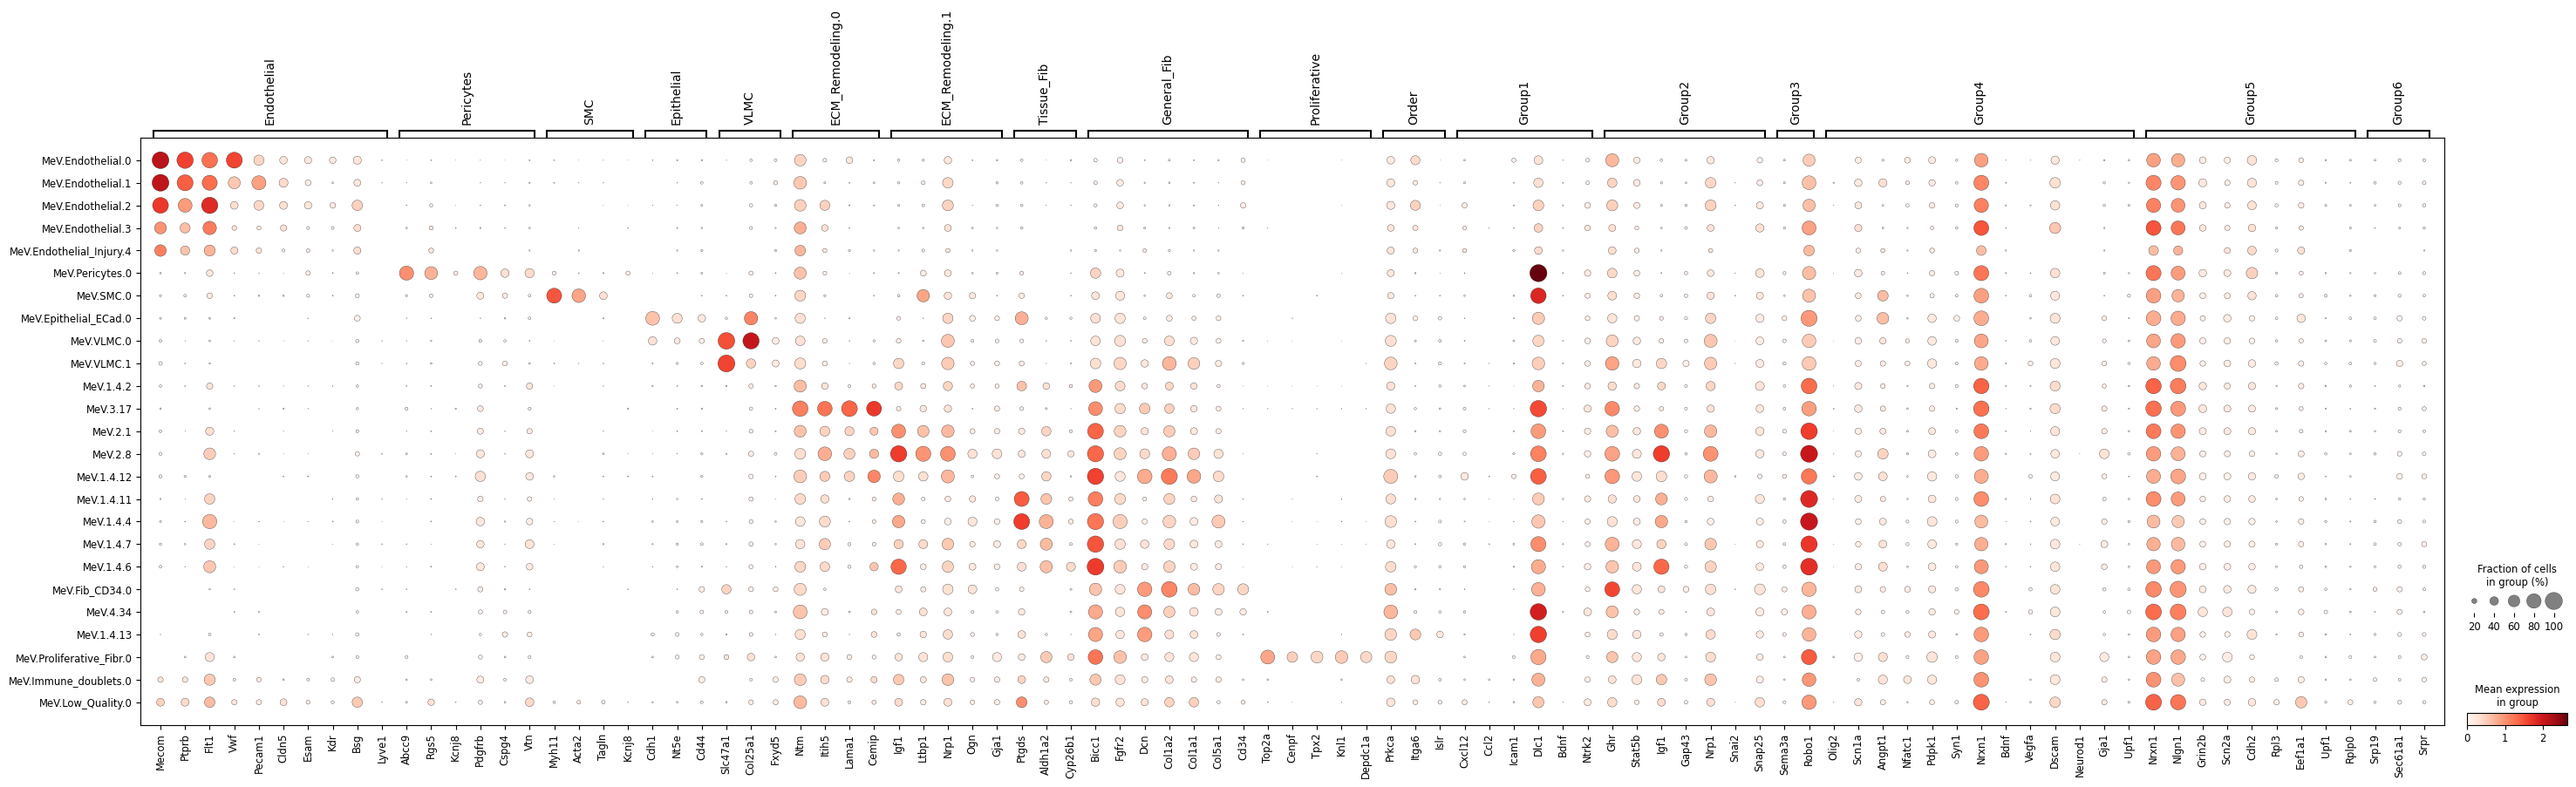 Endothelial
Pericytes
SMC
Epithelial
VLMC
ECM_Remodeling.0
ECM_Remodeling.1
Tissue_Fib
General_Fib
Proliferative
Order
Group1
Group2
Group3
Group4
Group5
Group6
MeV.Endothelial.0
MeV.Endothelial.1
MeV.Endothelial.2
MeV.Endothelial.3
MeV.Endothelial_Injury.4
MeV.Pericytes.0
MeV.SMC.0
MeV.Epithelial_ECad.0
MeV.VLMC.0
MeV.VLMC.1
MeV.1.4.2
MeV.3.17
MeV.2.1
MeV.2.8
MeV.1.4.12
MeV.1.4.11
MeV.1.4.4
MeV.1.4.7
MeV.1.4.6
MeV.Fib_CD34.0
MeV.4.34
MeV.1.4.13
MeV.Proliferative_Fibr.0
MeV.Immune_doublets.0
MeV.Low_Quality.0
Mecom
Ptprb
Flt1
Vwf
Pecam1
Cldn5
Esam
Kdr
Bsg
Lyve1
Abcc9
Rgs5
Kcnj8
Pdgfrb
Cspg4
Vtn
Myh11
Acta2
Tagln
Kcnj8
Cdh1
Nt5e
Cd44
Slc47a1
Col25a1
Fxyd5
Ntm
Itih5
Lama1
Cemip
Igf1
Ltbp1
Nrp1
Ogn
Gja1
Ptgds
Aldh1a2
Cyp26b1
Bicc1
Fgfr2
Dcn
Col1a2
Col1a1
Col5a1
Cd34
Top2a
Cenpf
Tpx2
Knl1
Depdc1a
Prkca
Itga6
Islr
Cxcl12
Ccl2
Icam1
Dlc1
Bdnf
Ntrk2
Ghr
Stat5b
Igf1
Gap43
Nrp1
Snai2
Snap25
Sema3a
Robo1
Olig2
Scn1a
Angpt1
Nfatc1
Pdpk1
Syn1
Nrxn1
Bdnf
Vegfa
Dscam
Neurod1
Gja1
Upf1
Nrxn1
Nlgn1
Grin2b
Scn2a
Cdh2
Rpl3
Eef1a1
Upf1
Rplp0
Srp19
Sec61a1
Srpr
Fraction of cells
in group (%)
20 40 60 80 100
Mean expression
in group
0 1 2